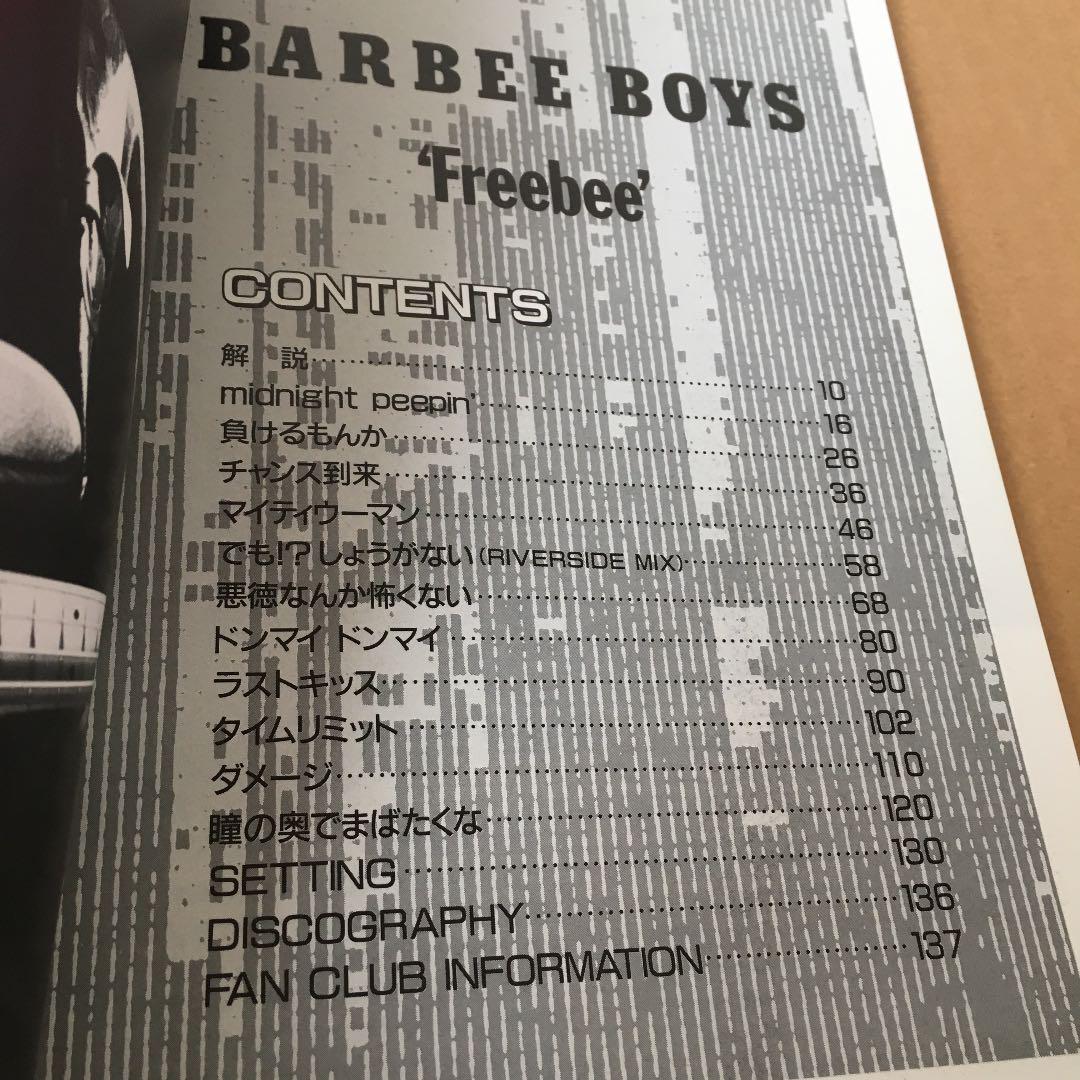 BARBEE BOYS
'Freebee'
CONTENTS
解 説 10
midnight peepin' 16
負けるもんか 26
チャンス到来 36
マイティウーマン 46
でも!?しょうがない(RIVERSIDE MIX) 58
悪徳なんか怖くない 68
ドンマイ ドンマイ 80
ラストキッス 90
タイムリミット 102
ダメージ 110
瞳の奥でまばたくな 120
SETTING 130
DISCOGRAPHY 136
FAN CLUB INFORMATION 137